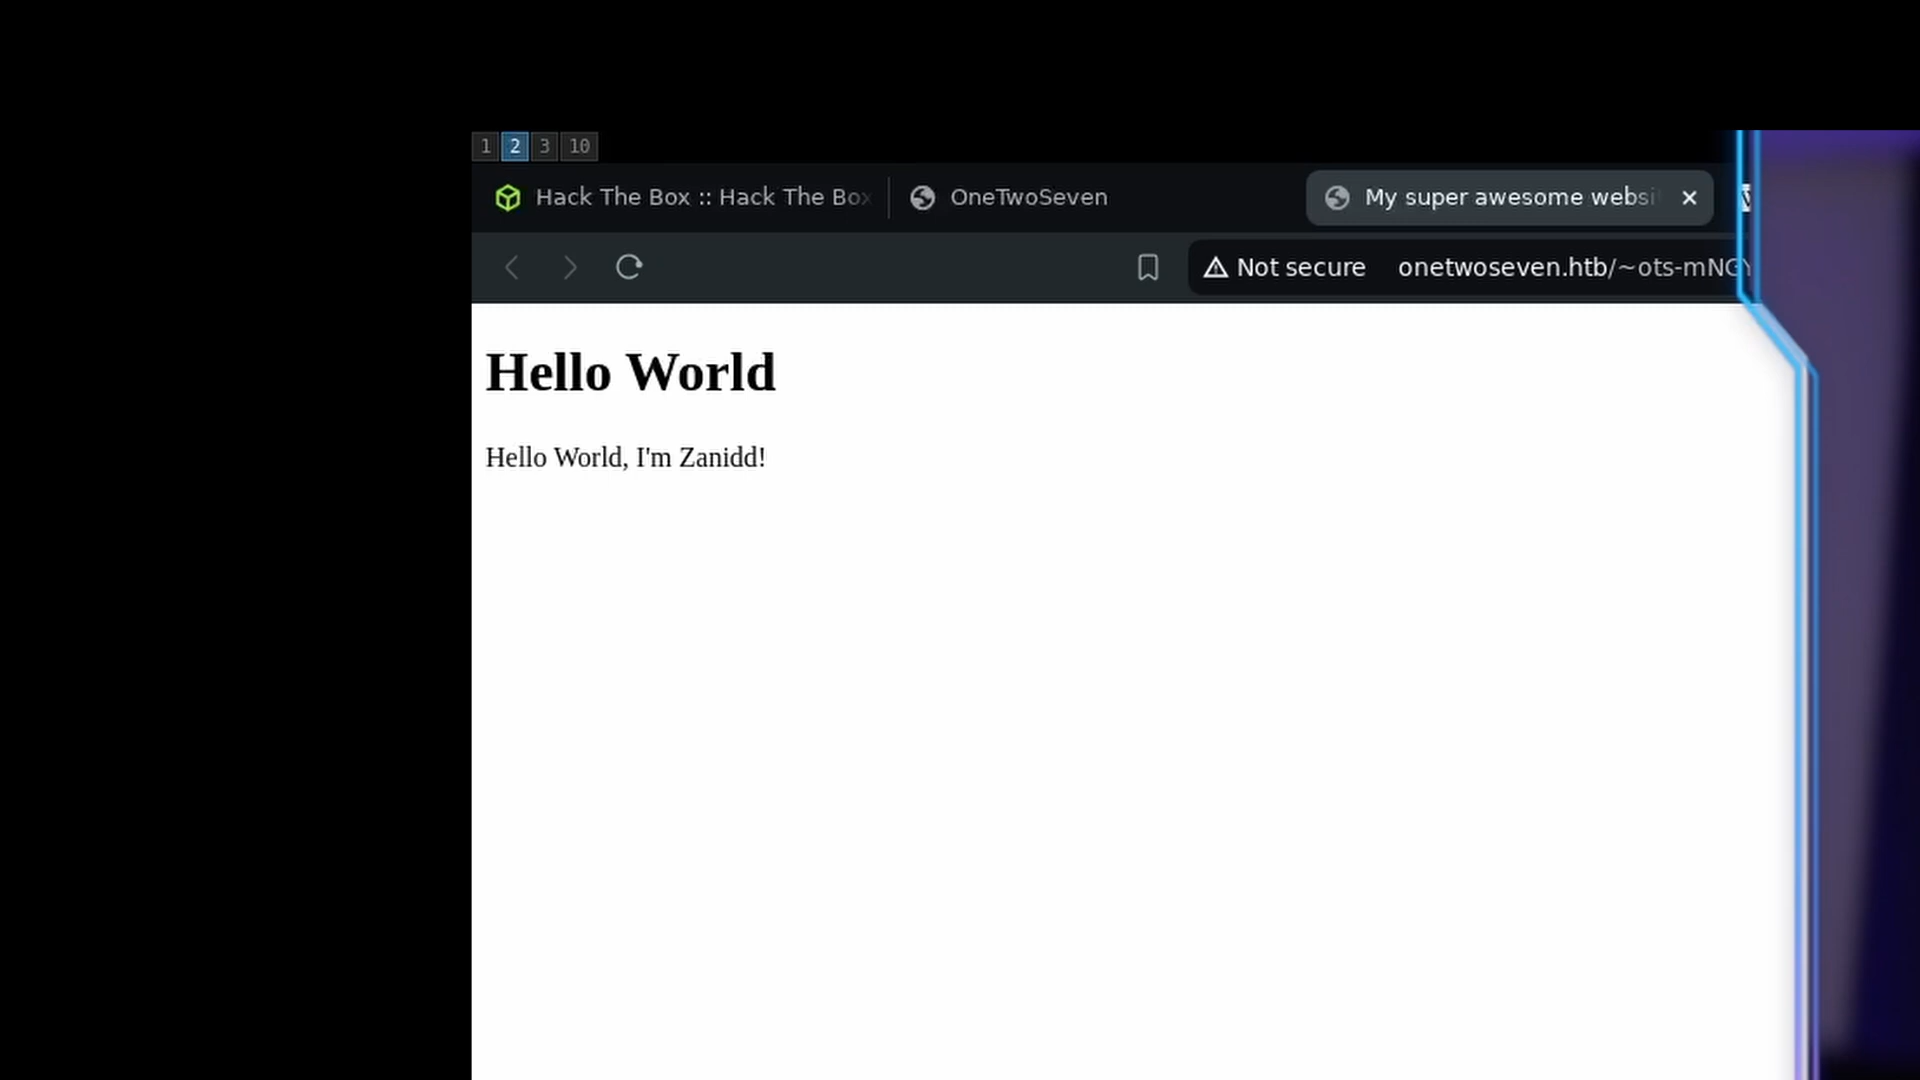 1 2 3 10
Hack The Box :: Hack The Box
OneTwoSeven
My super awesome websi
Not secure onetwoseven.htb/~ots-mNG
Hello World
Hello World, I'm Zanidd!